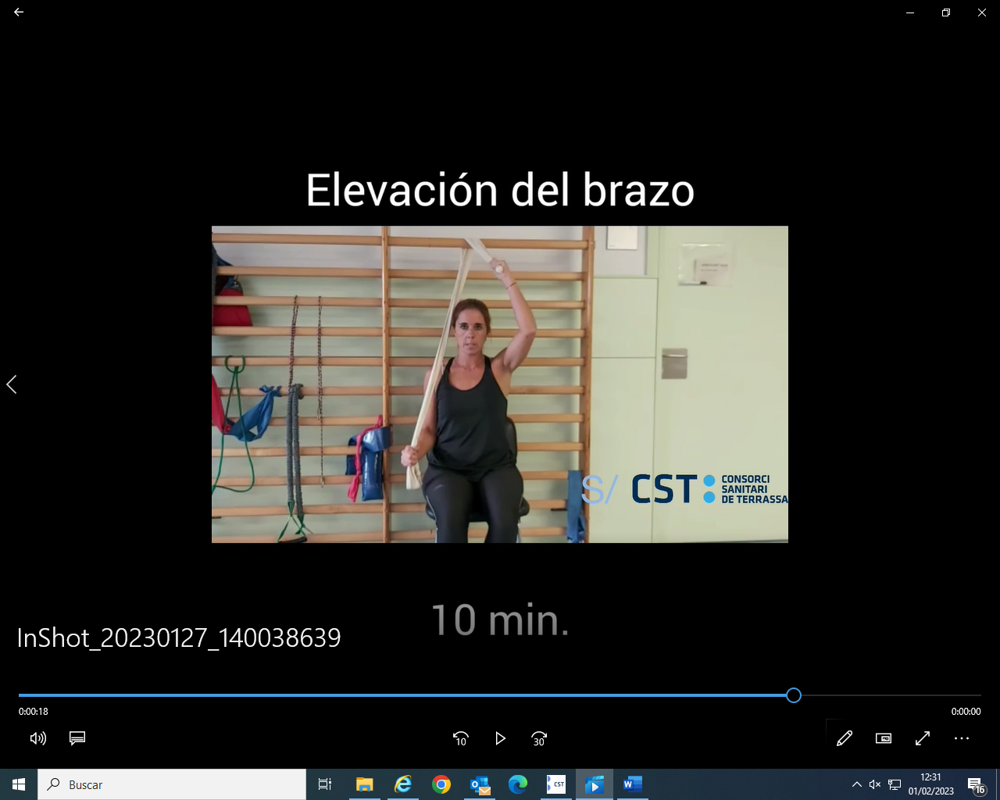 Elevación del brazo
S/ CST: CONSORCI
SANITARI
DE TERRASSA
10 min.
InShot_20230127_140038639
0:00:18
0:00:00
10
30
Buscar
CST
12:31
01/02/2023
16